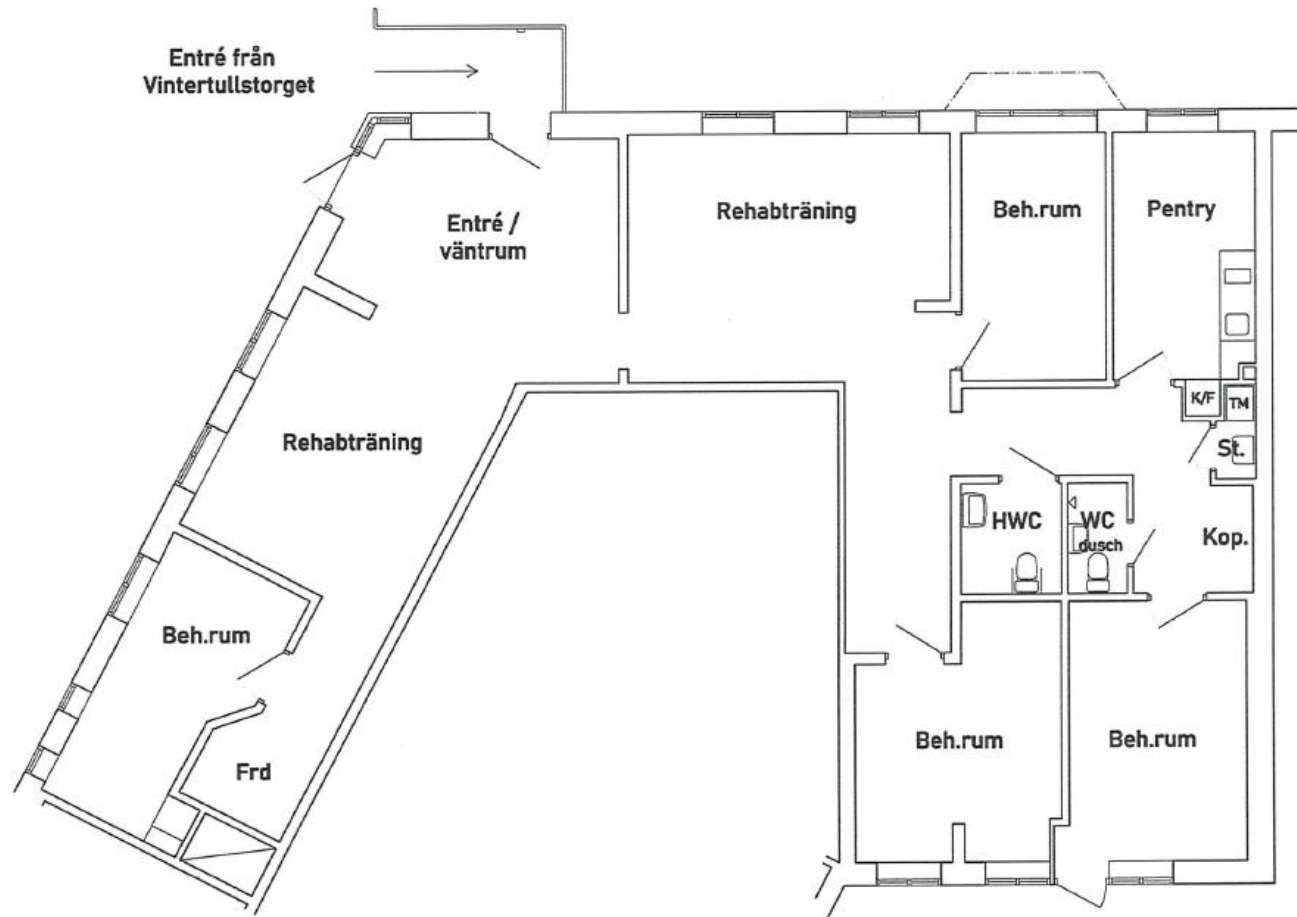 Entré från
Vintertullstorget
Entré /
väntrum
Rehabträning
Beh.rum
Pentry
K/F
TM
St.
Rehabträning
HWC
WC
dusch
Kop.
Beh.rum
Frd
Beh.rum
Beh.rum